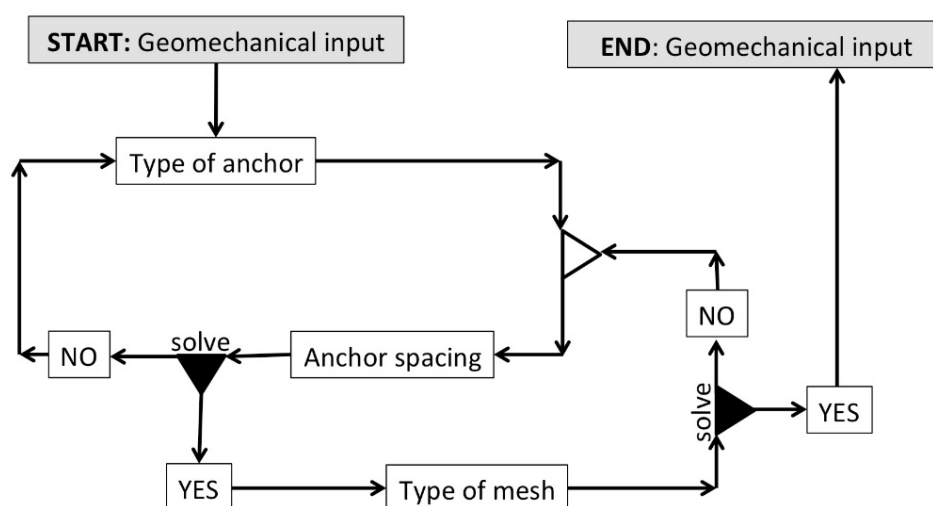 START: Geomechanical input
END: Geomechanical input
Type of anchor
NO
solve
NO
Anchor spacing
solve
YES
YES
Type of mesh